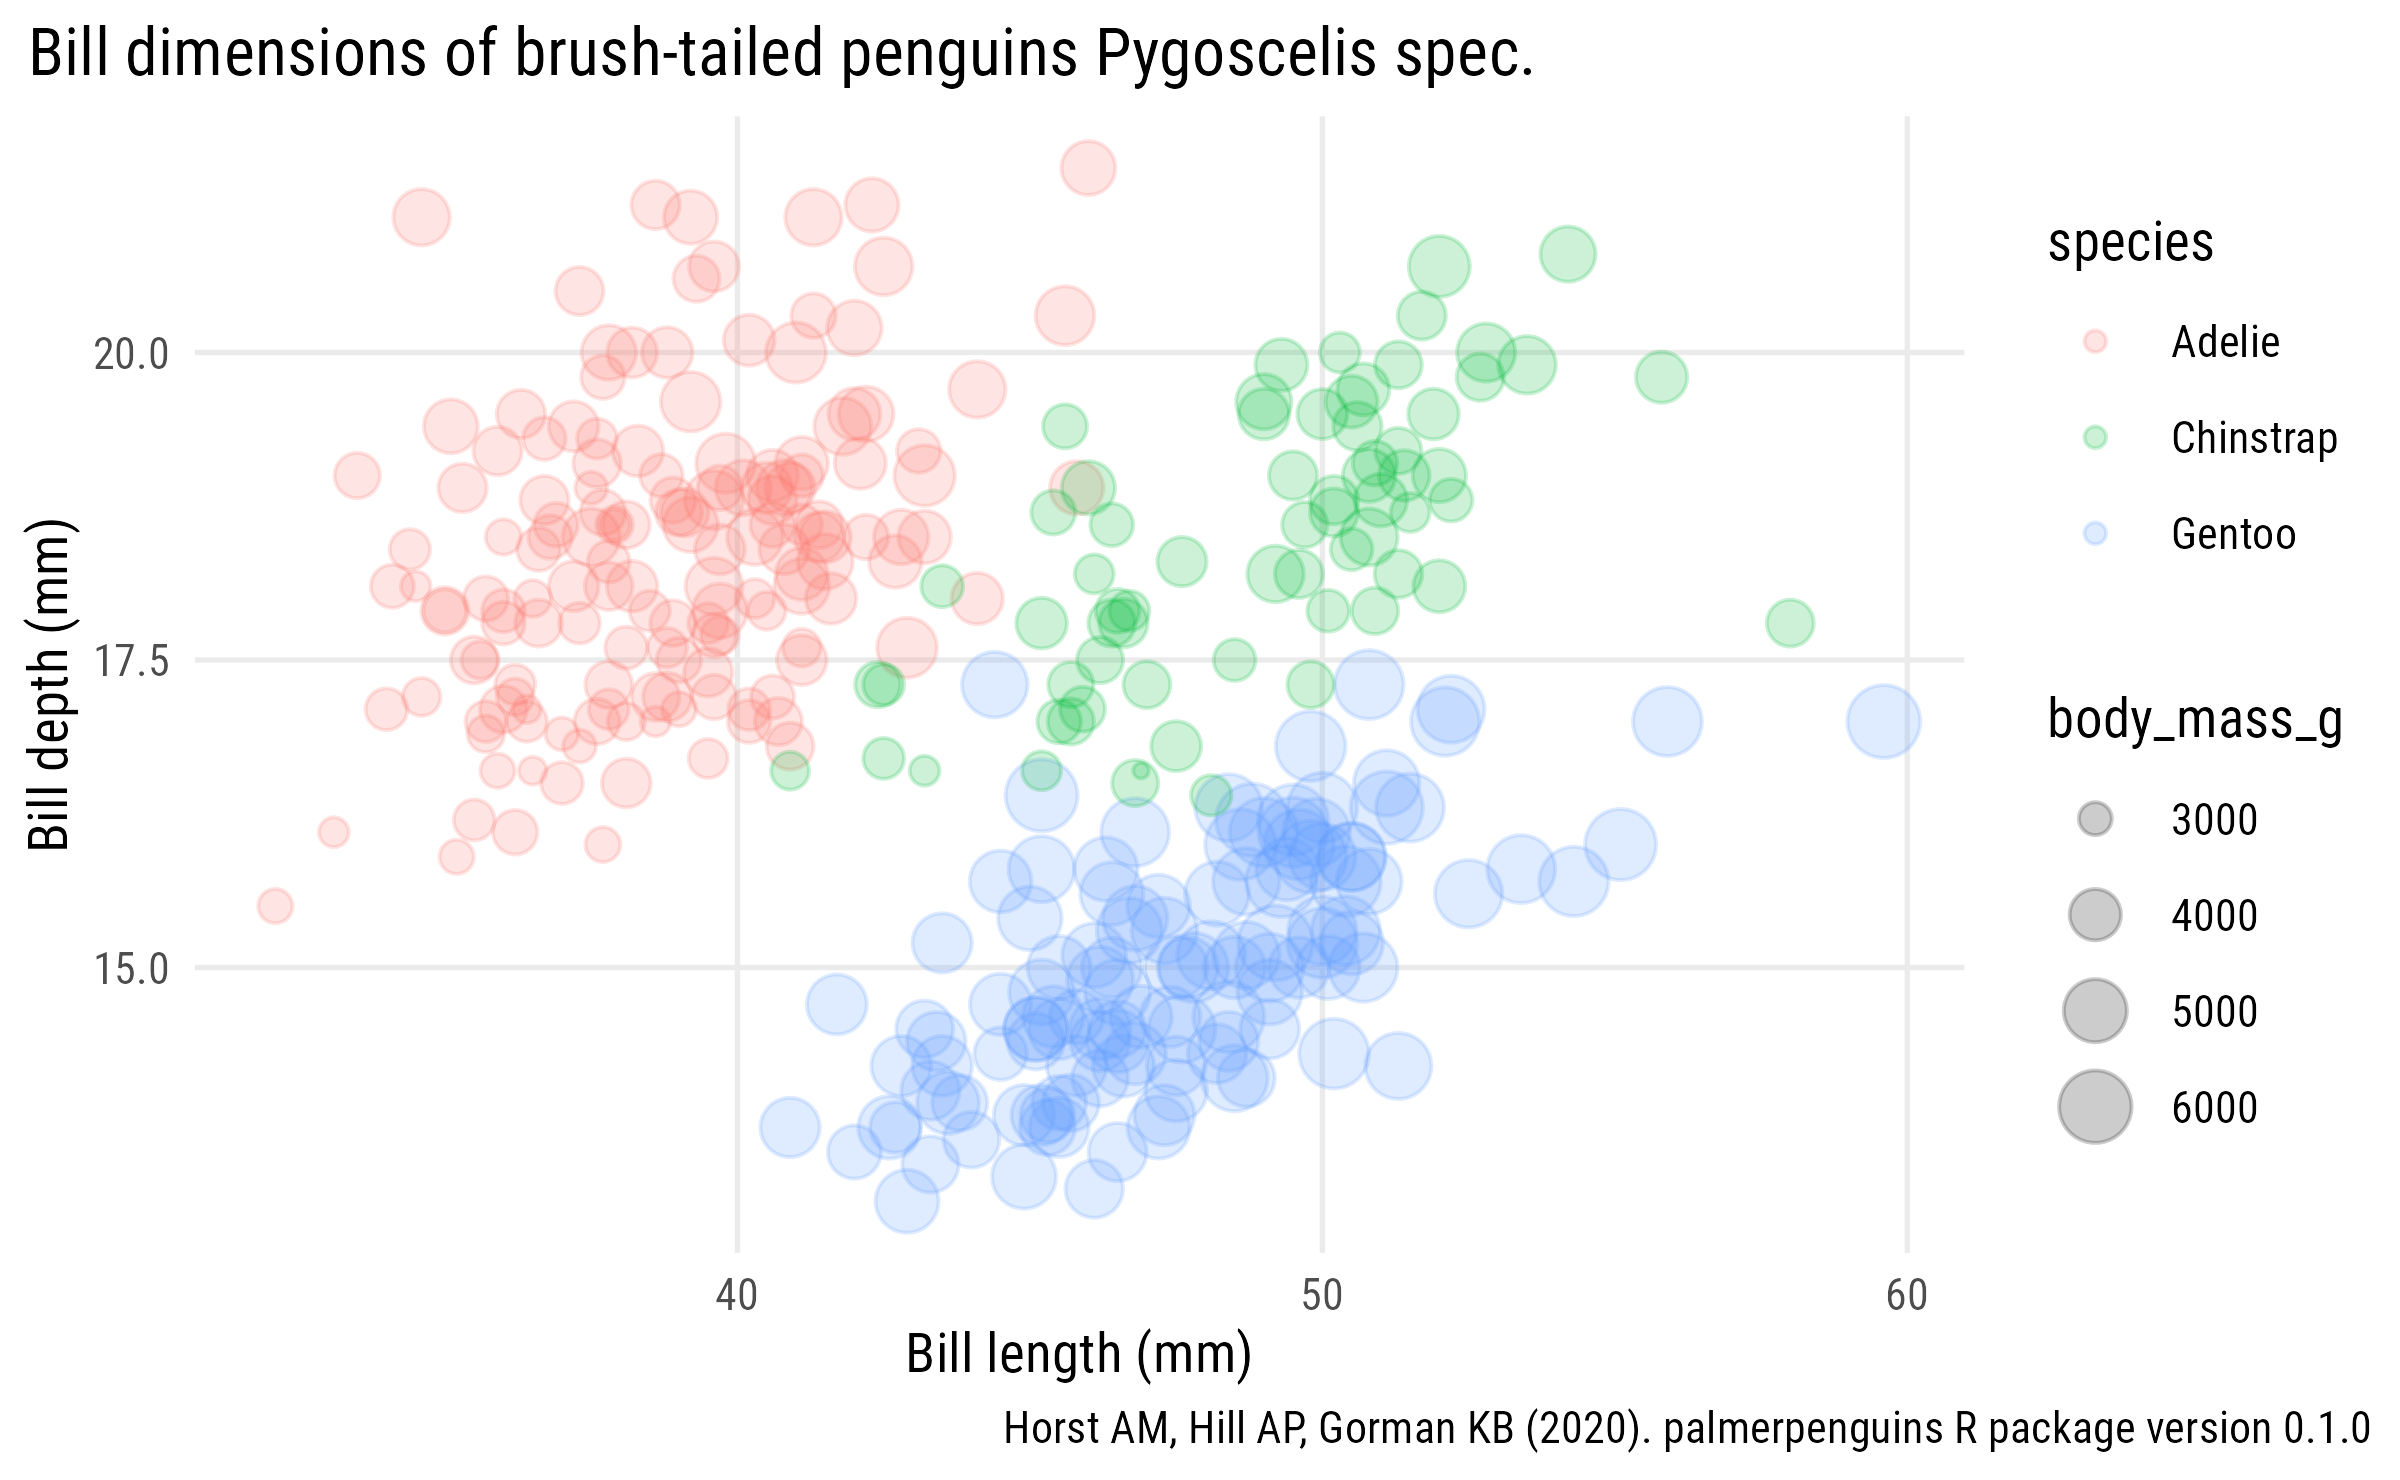 Bill dimensions of brush-tailed penguins Pygoscelis spec.
Bill depth (mm)
20.0
17.5
15.0
40 50 60
Bill length (mm)
species
Adelie
Chinstrap
Gentoo
body_mass_g
3000
4000
5000
6000
Horst AM, Hill AP, Gorman KB (2020). palmerpenguins R package version 0.1.0